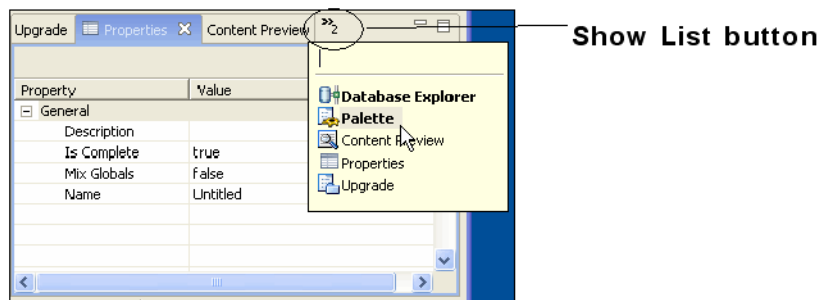 Upgrade Properties Content Preview »2
Show List button
Property Value
General
Description
Is Complete true
Mix Globals false
Name Untitled
Database Explorer
Palette
Content Preview
Properties
Upgrade